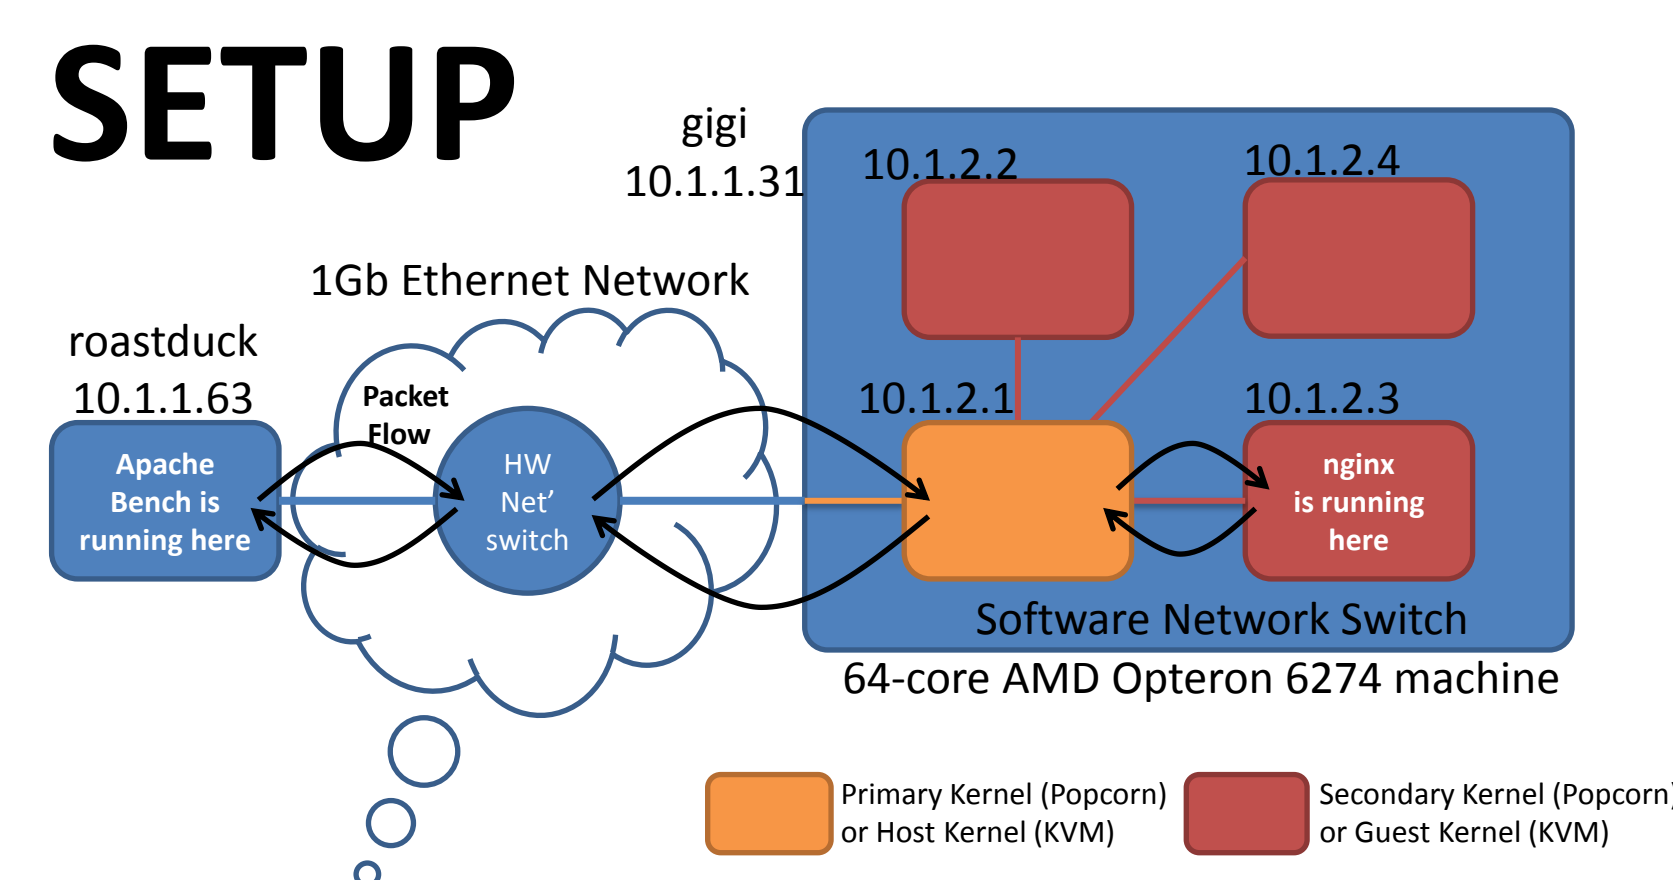 SETUP
gigi
10.1.1.31
10.1.2.2
10.1.2.4
1Gb Ethernet Network
roastduck
10.1.1.63
Packet
Flow
10.1.2.1
10.1.2.3
Apache
Bench is
running here
HW
Net’
switch
nginx
is running
here
Software Network Switch
64-core AMD Opteron 6274 machine
Primary Kernel (Popcorn)
or Host Kernel (KVM)
Secondary Kernel (Popcorn)
or Guest Kernel (KVM)